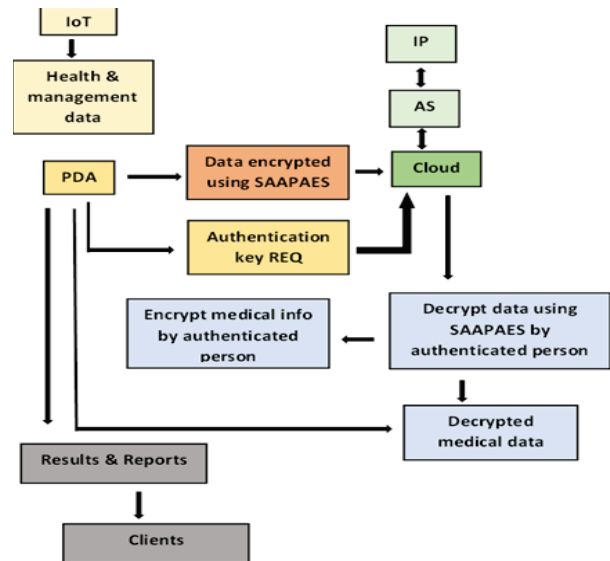 IoT
IP
Health &
management
data
AS
PDA
Data encrypted
using SAAPAES
Cloud
Authentication
key REQ
Encrypt medical info
by authenticated
person
Decrypt data using
SAAPAES by
authenticated person
Decrypted
medical data
Results & Reports
Clients